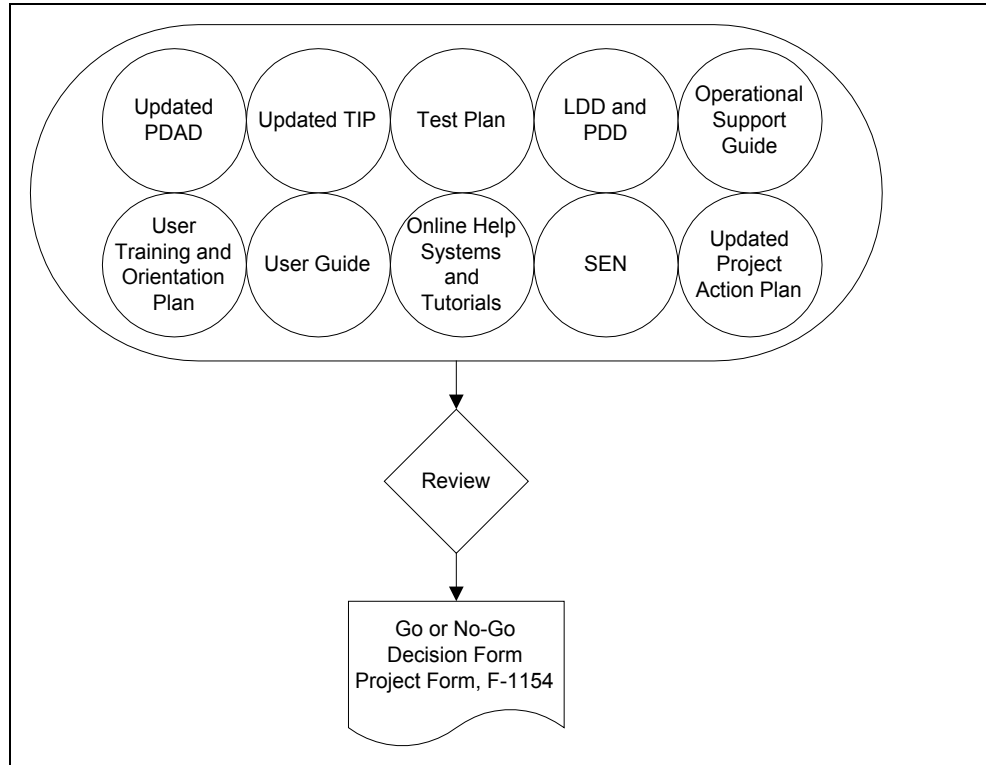 Updated
PDAD
Updated TIP
Test Plan
LDD and
PDD
Operational
Support
Guide
User
Training and
Orientation
Plan
User Guide
Online Help
Systems
and
Tutorials
SEN
Updated
Project
Action Plan
Review
Go or No-Go
Decision Form
Project Form, F-1154